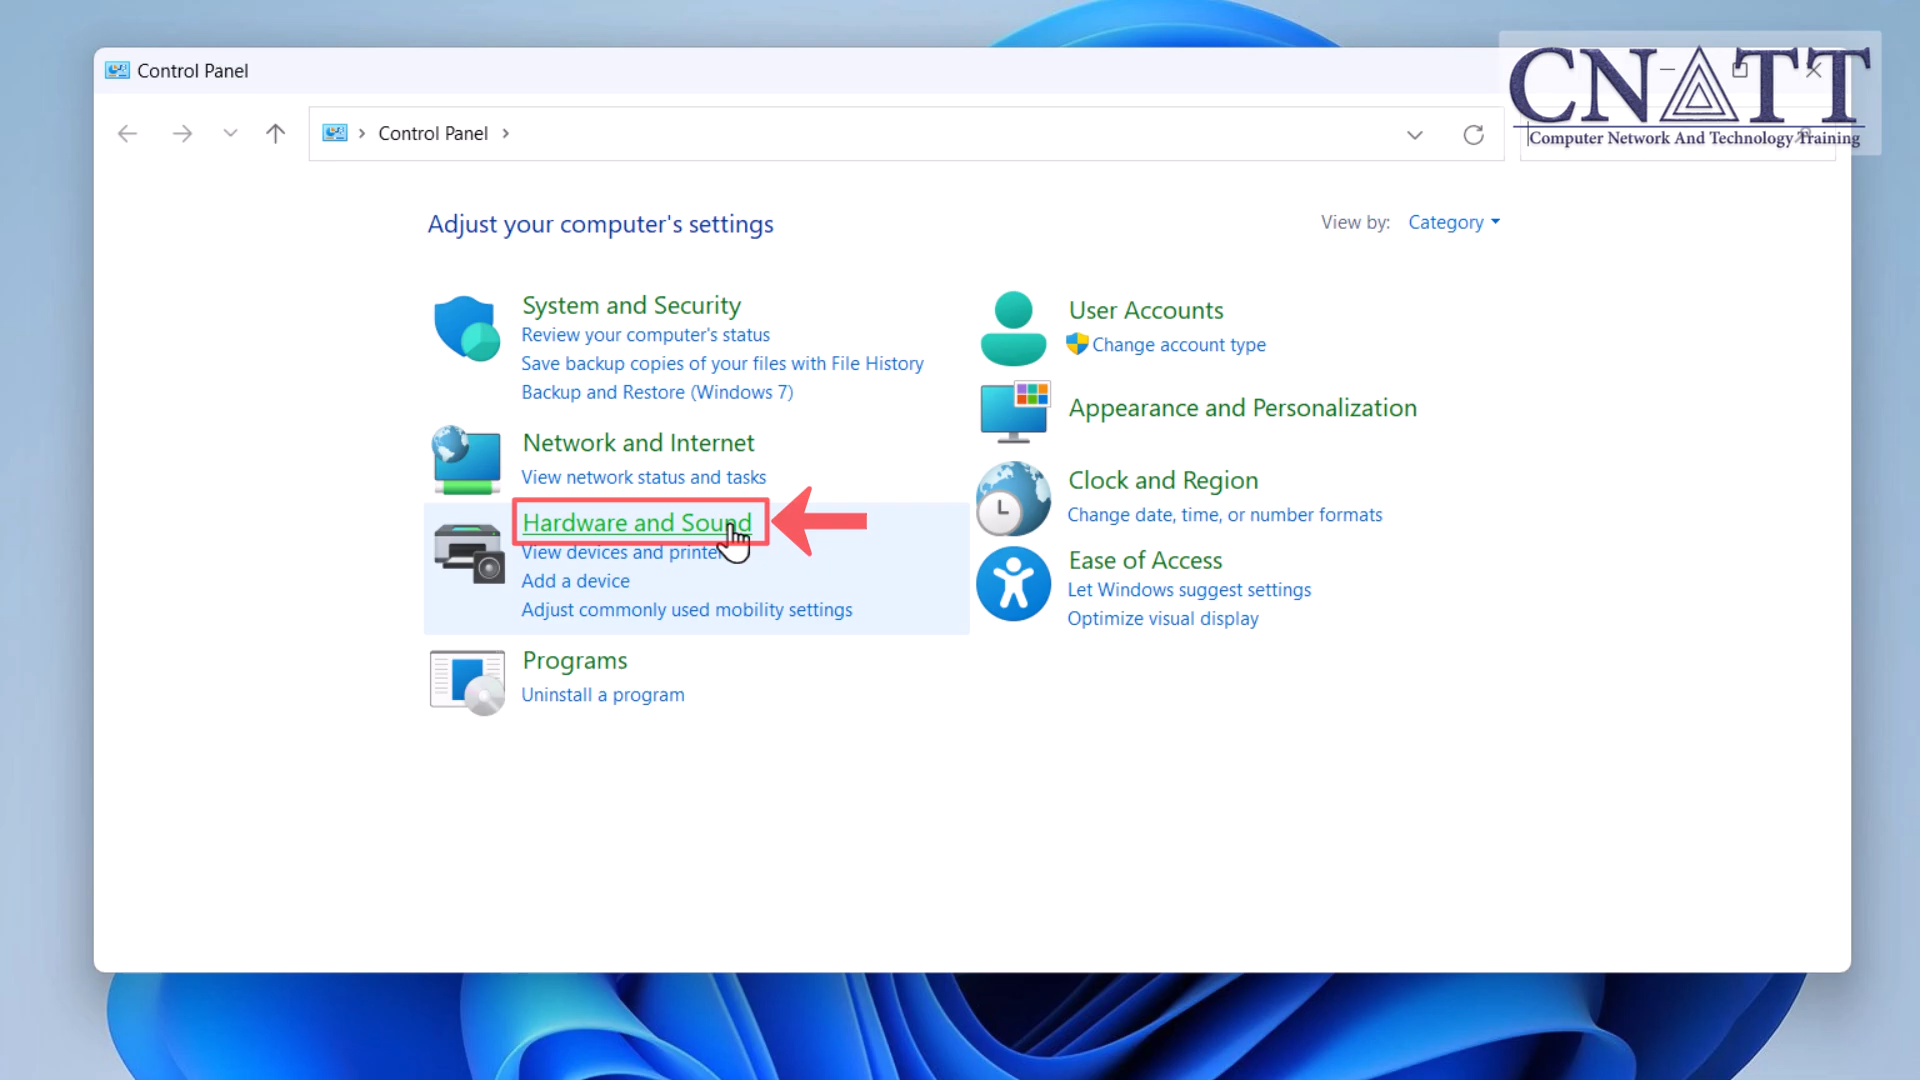 Control Panel
CNATT
Computer Network And Technology Training
Control Panel
Adjust your computer's settings
View by: Category
System and Security
Review your computer's status
Save backup copies of your files with File History
Backup and Restore (Windows 7)
Network and Internet
View network status and tasks
Hardware and Sound
View devices and printe
Add a device
Adjust commonly used mobility settings
Programs
Uninstall a program
User Accounts
Change account type
Appearance and Personalization
Clock and Region
Change date, time, or number formats
Ease of Access
Let Windows suggest settings
Optimize visual display